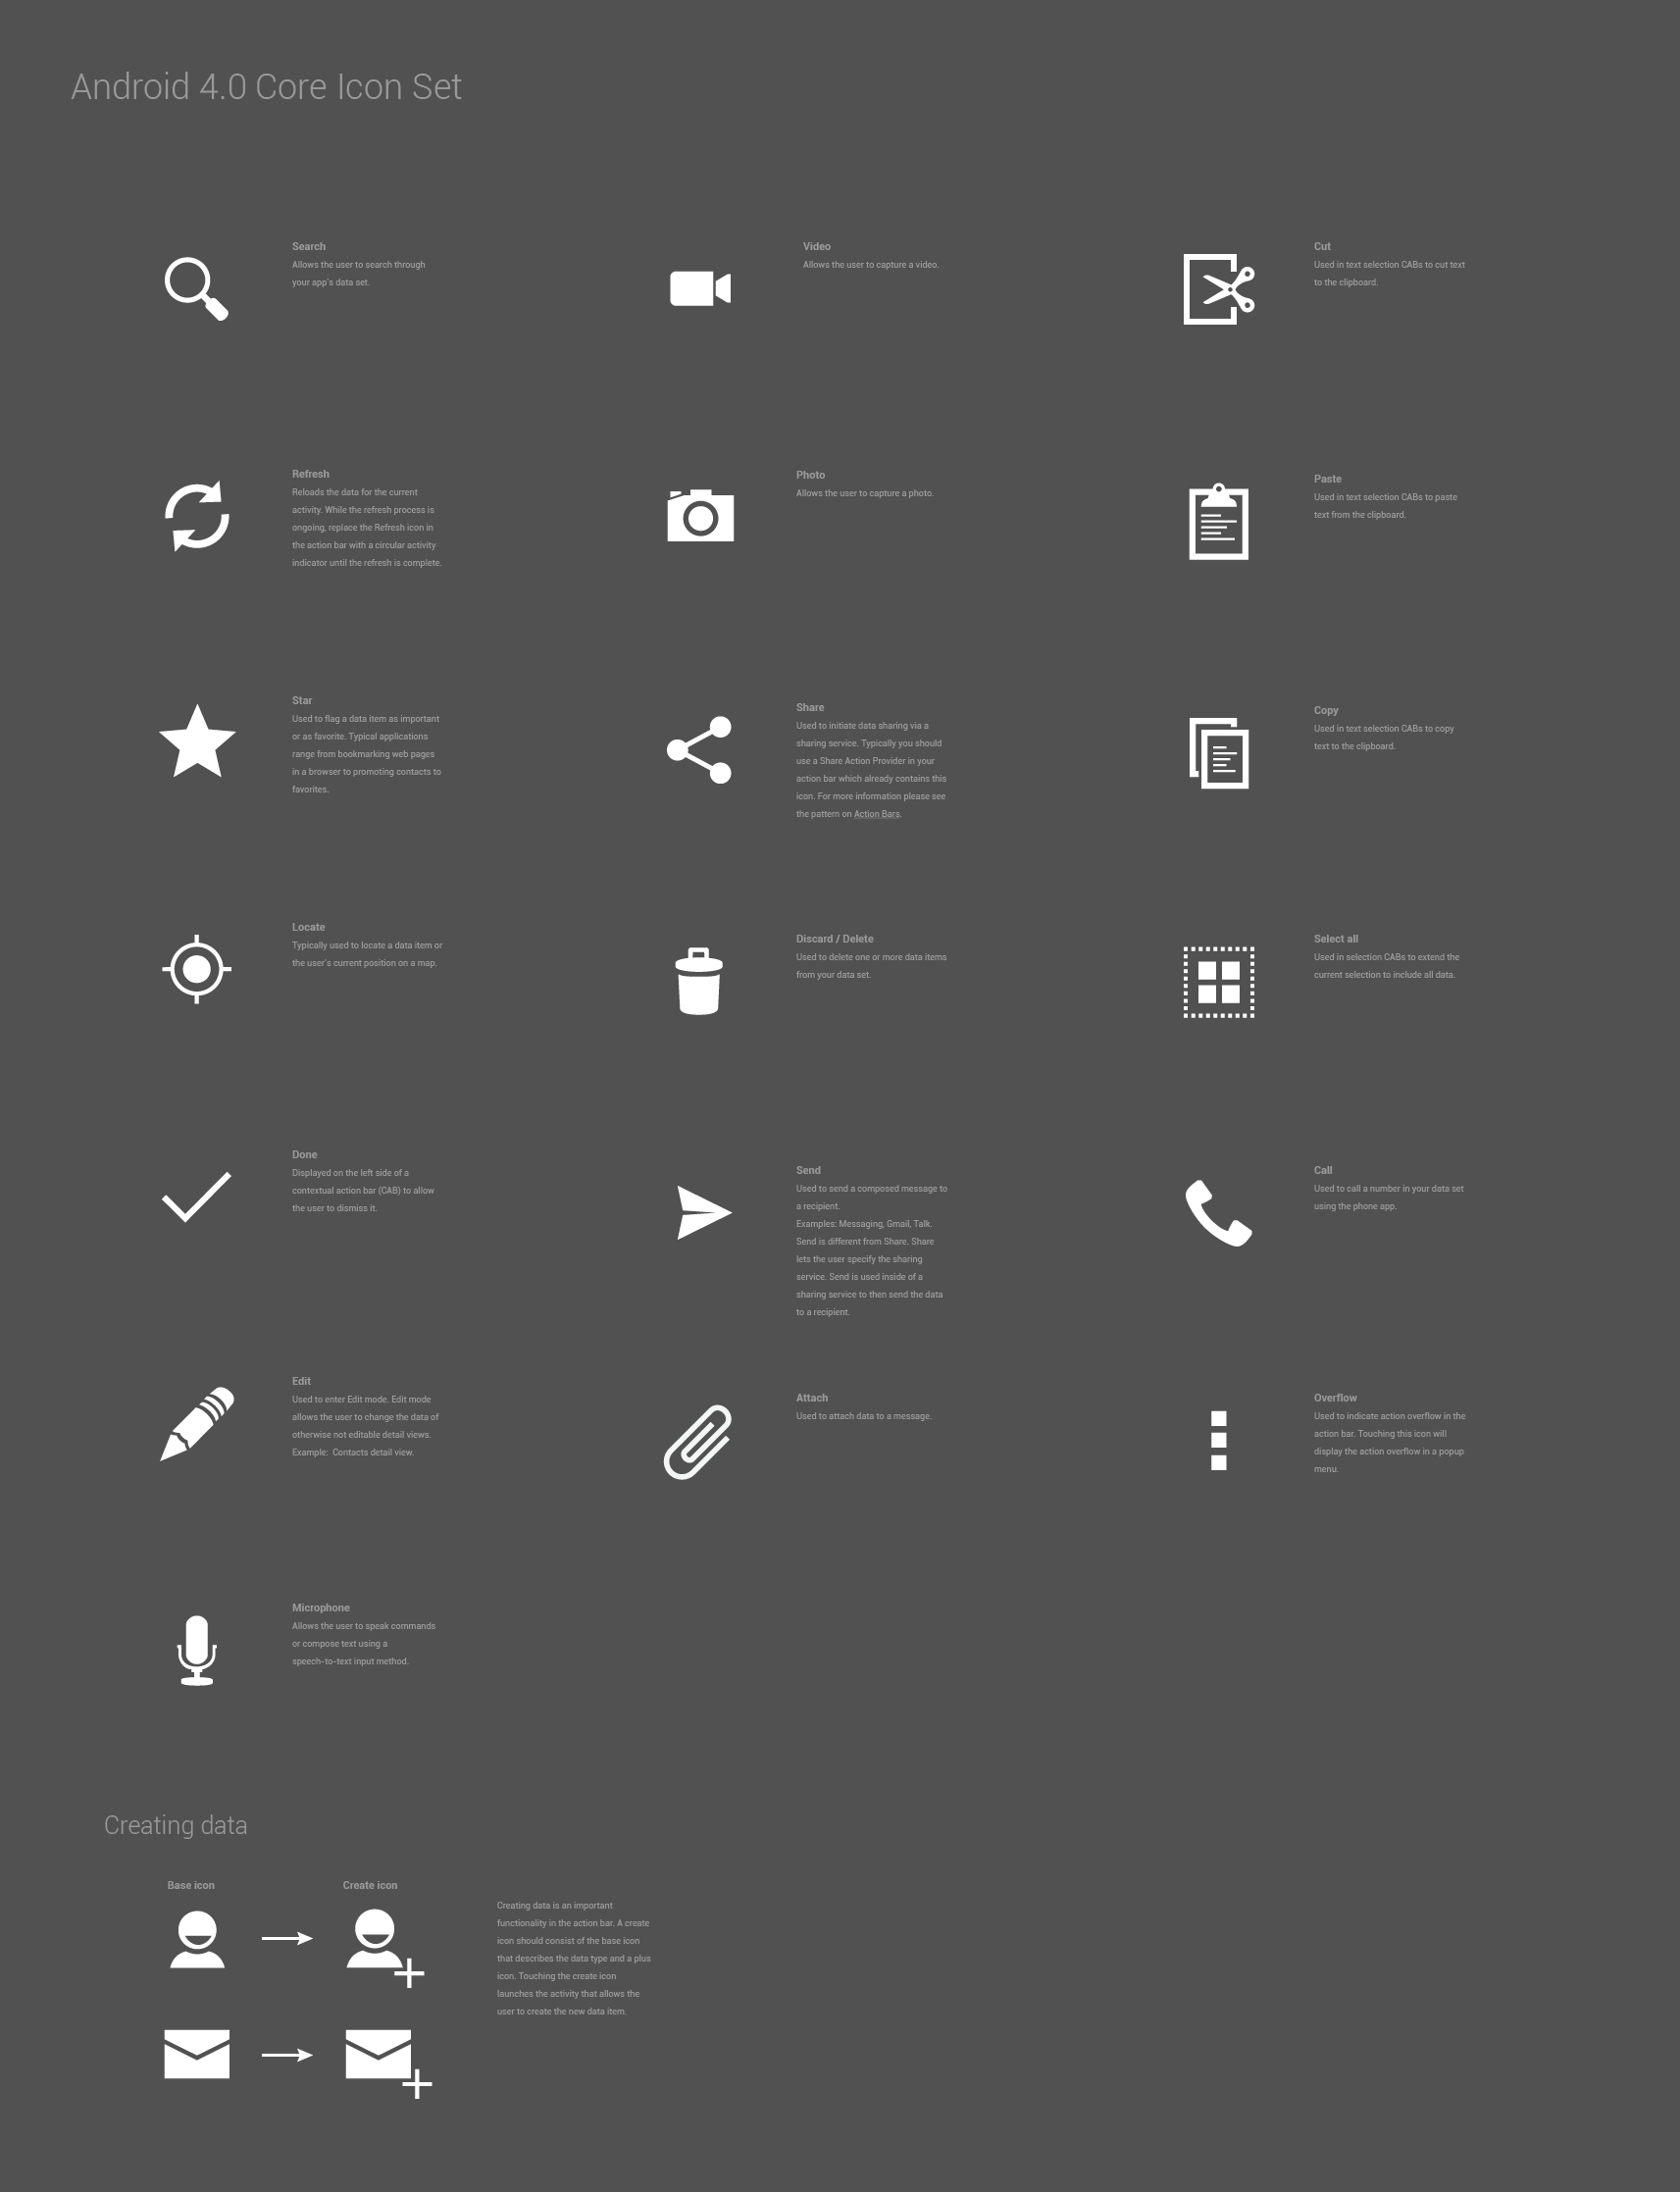 Android 4.0 Core Icon Set
Search
Allows the user to search through
your app's data set.
Video
Allows the user to capture a video.
Cut
Used in text selection CABs to cut text
to the clipboard.
Refresh
Reloads the data for the current
activity. While the refresh process is
ongoing, replace the Refresh icon in
the action bar with a circular activity
indicator until the refresh is complete.
Photo
Allows the user to capture a photo.
Paste
Used in text selection CABs to paste
text from the clipboard.
Star
Used to flag a data item as important
or as favorite. Typical applications
range from bookmarking web pages
in a browser to promoting contacts to
favorites.
Share
Used to initiate data sharing via a
sharing service. Typically you should
use a Share Action Provider in your
action bar which already contains this
icon. For more information please see
the pattern on Action Bars.
Copy
Used in text selection CABs to copy
text to the clipboard.
Locate
Typically used to locate a data item or
the user's current position on a map.
Discard / Delete
Used to delete one or more data items
from your data set.
Select all
Used in selection CABs to extend the
current selection to include all data.
Done
Displayed on the left side of a
contextual action bar (CAB) to allow
the user to dismiss it.
Send
Used to send a composed message to
a recipient.
Examples: Messaging, Gmail, Talk.
Send is different from Share. Share
lets the user specify the sharing
service. Send is used inside of a
sharing service to then send the data
to a recipient.
Call
Used to call a number in your data set
using the phone app.
Edit
Used to enter Edit mode. Edit mode
allows the user to change the data of
otherwise not editable detail views.
Example: Contacts detail view.
Attach
Used to attach data to a message.
Overflow
Used to indicate action overflow in the
action bar. Touching this icon will
display the action overflow in a popup
menu.
Microphone
Allows the user to speak commands
or compose text using a
speech-to-text input method.
Creating data
Base icon
Create icon
Creating data is an important
functionality in the action bar. A create
icon should consist of the base icon
that describes the data type and a plus
icon. Touching the create icon
launches the activity that allows the
user to create the new data item.